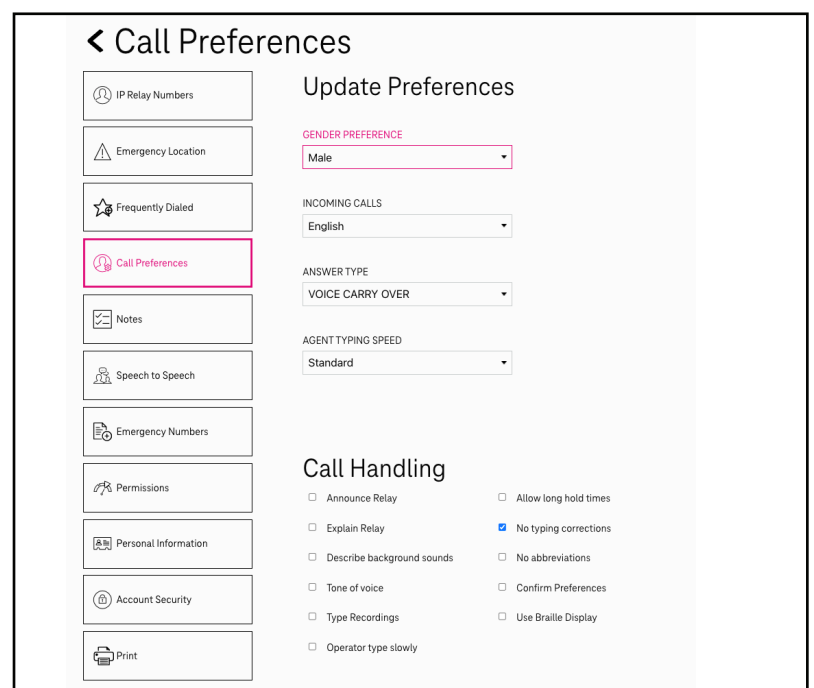 Call Preferences
IP Relay Numbers
Emergency Location
Frequently Dialed
Call Preferences
Notes
Speech to Speech
Emergency Numbers
Permissions
Personal Information
Account Security
Print
Update Preferences
GENDER PREFERENCE
Male
INCOMING CALLS
English
ANSWER TYPE
VOICE CARRY OVER
AGENT TYPING SPEED
Standard
Call Handling
Announce Relay
Explain Relay
Describe background sounds
Tone of voice
Type Recordings
Operator type slowly
Allow long hold times
No typing corrections
No abbreviations
Confirm Preferences
Use Braille Display